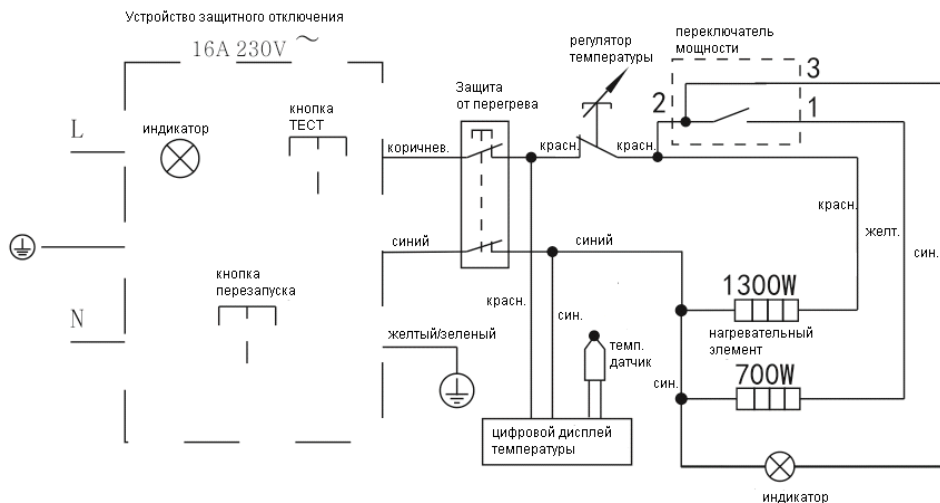 Устройство защитного отключения
16A 230V ~
L
индикатор
кнопка
ТЕСТ
N
кнопка
перезапуска
коричнев.
синий
желтый/зеленый
Защита
от перегрева
регулятор
температуры
переключатель
мощности
3
2
1
красн.
красн.
синий
красн.
син.
темп.
датчик
цифровой дисплей
температуры
красн.
желт.
син.
1300W
нагревательный
элемент
700W
син.
индикатор